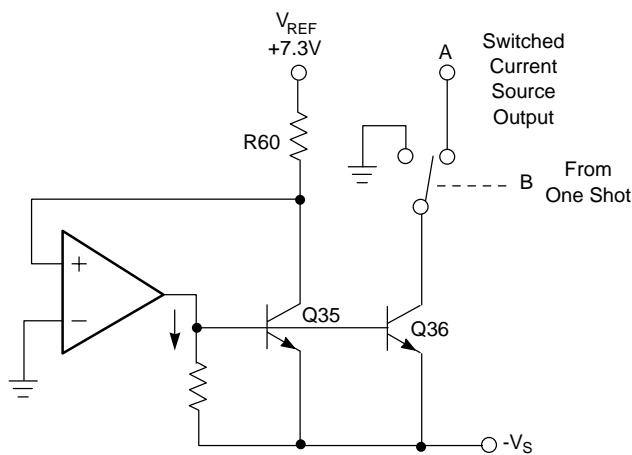 V_REF
+7.3V
A
Switched
Current
Source
Output
R60
B
From
One Shot
+
−
Q35
Q36
-V_S